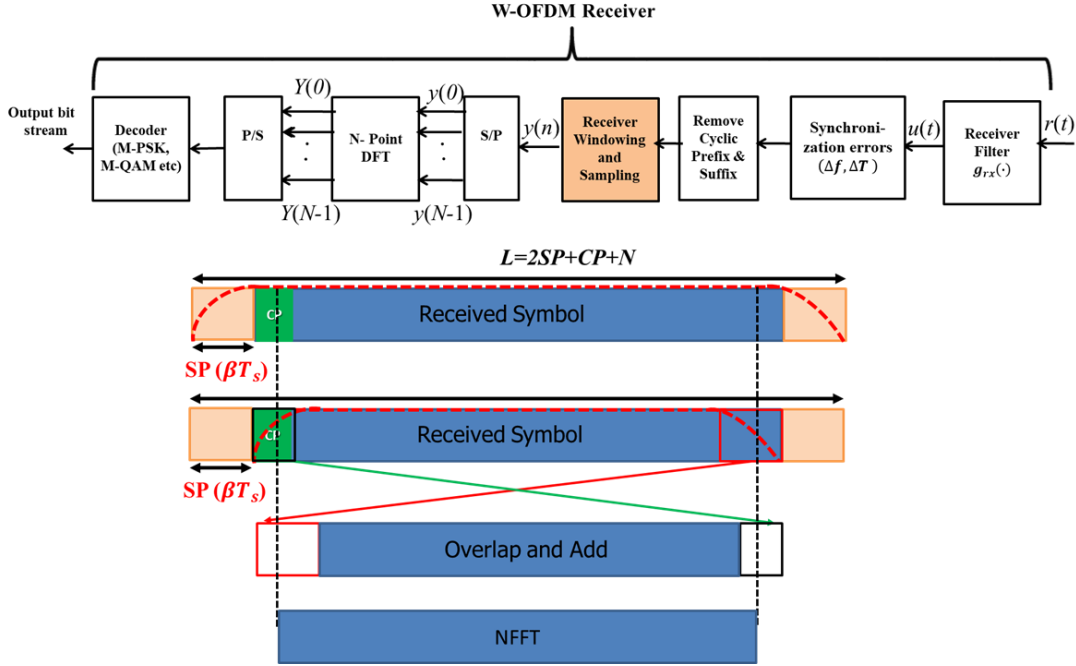 W-OFDM Receiver
Output bit
stream
Decoder
(M-PSK,
M-QAM etc)
P/S
Y(0)
Y(N-1)
N- Point
DFT
y(0)
y(N-1)
S/P
y(n)
Receiver
Windowing
and
Sampling
Remove
Cyclic
Prefix &
Suffix
Synchroni-
zation errors
(Δf, ΔT )
u(t)
Receiver
Filter
g_rx(·)
r(t)
L=2SP+CP+N
CP
Received Symbol
SP (βT_s)
CP
Received Symbol
SP (βT_s)
Overlap and Add
NFFT